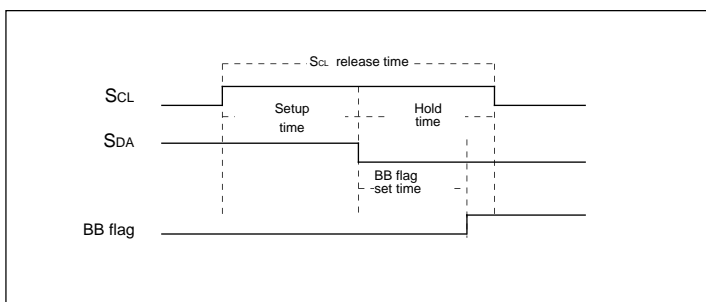 SCL release time
SCL
Setup
time
Hold
time
SDA
BB flag
set time
BB flag